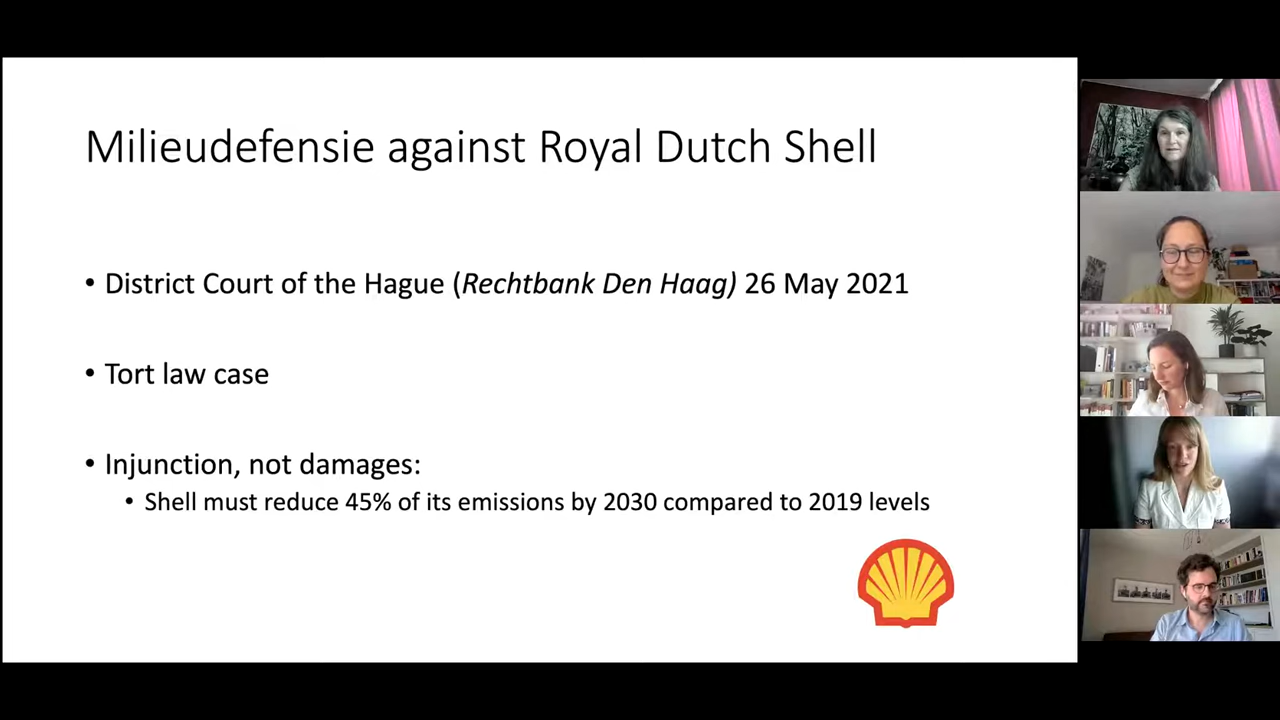 Milieudefensie against Royal Dutch Shell
• District Court of the Hague (Rechtbank Den Haag) 26 May 2021
• Tort law case
• Injunction, not damages:
• Shell must reduce 45% of its emissions by 2030 compared to 2019 levels